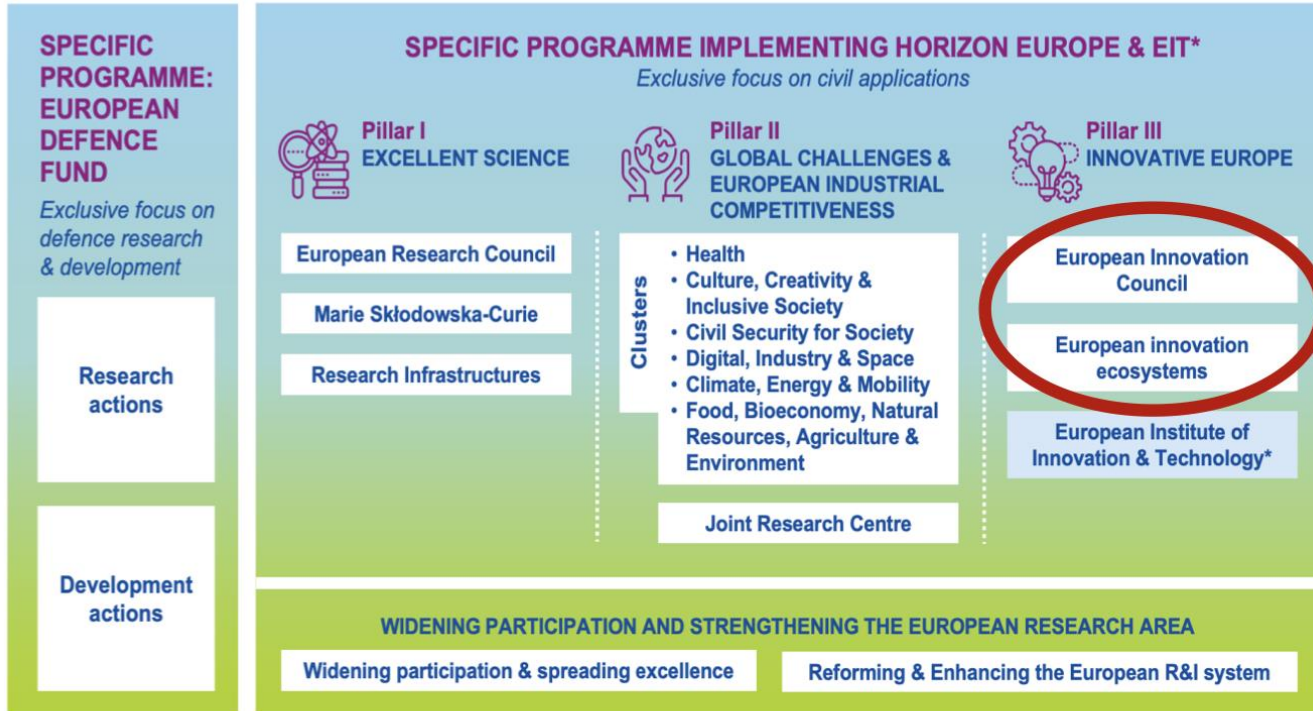 SPECIFIC
PROGRAMME:
EUROPEAN
DEFENCE
FUND
Exclusive focus on
defence research
& development
Research
actions
Development
actions
SPECIFIC PROGRAMME IMPLEMENTING HORIZON EUROPE & EIT*
Exclusive focus on civil applications
Pillar I
EXCELLENT SCIENCE
European Research Council
Marie Skłodowska-Curie
Research Infrastructures
Pillar II
GLOBAL CHALLENGES &
EUROPEAN INDUSTRIAL
COMPETITIVENESS
Clusters
• Health
• Culture, Creativity &
Inclusive Society
• Civil Security for Society
• Digital, Industry & Space
• Climate, Energy & Mobility
• Food, Bioeconomy, Natural
Resources, Agriculture &
Environment
Joint Research Centre
Pillar III
INNOVATIVE EUROPE
European Innovation
Council
European innovation
ecosystems
European Institute of
Innovation & Technology*
WIDENING PARTICIPATION AND STRENGTHENING THE EUROPEAN RESEARCH AREA
Widening participation & spreading excellence
Reforming & Enhancing the European R&I system